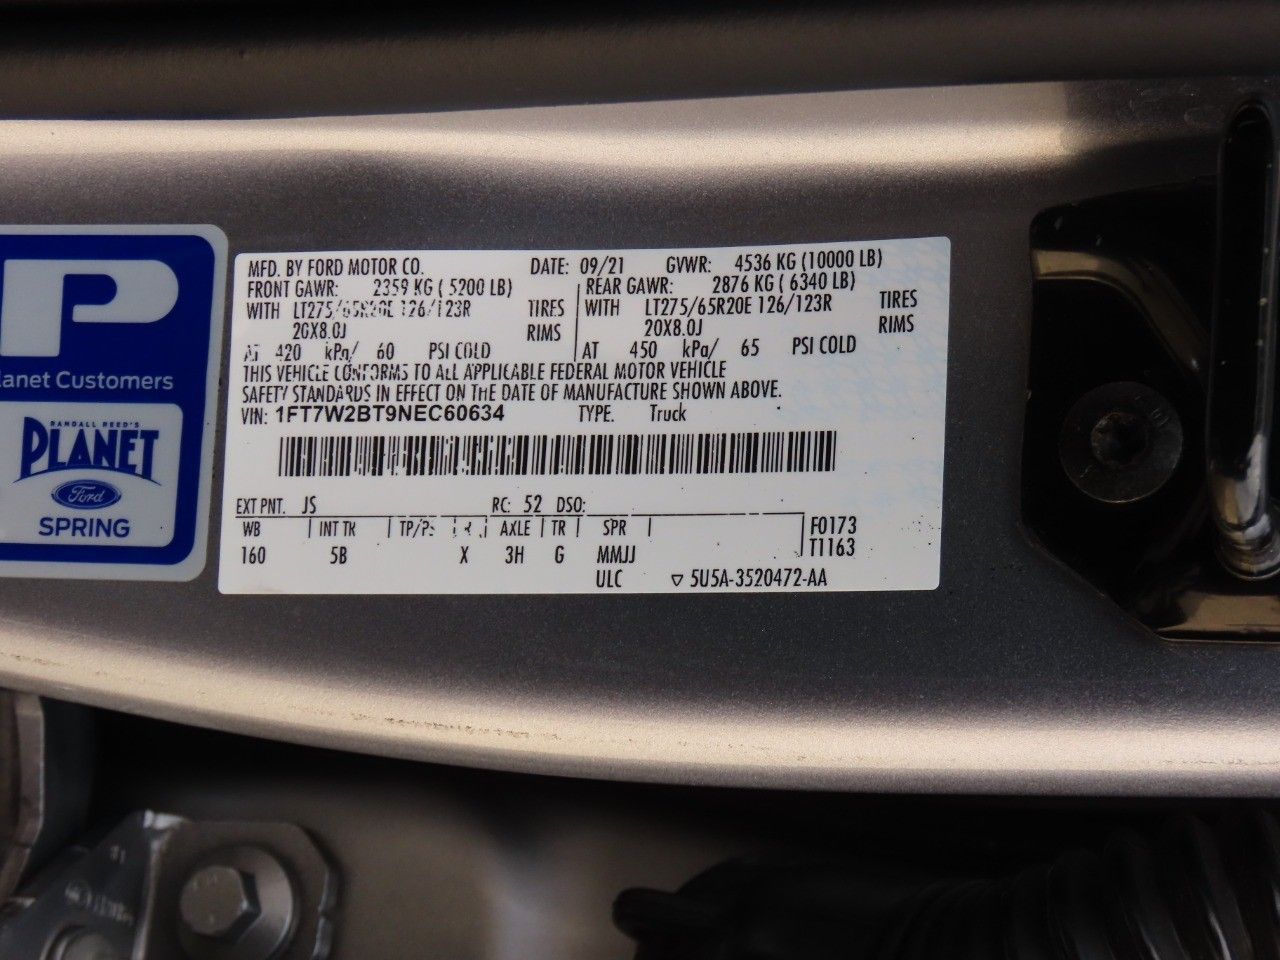 P
lanet Customers
RANDALL REED'S
PLANET
Ford
SPRING
MFD. BY FORD MOTOR CO. DATE: 09/21 GVWR: 4536 KG (10000 LB)
FRONT GAWR: 2359 KG ( 5200 LB) REAR GAWR: 2876 KG ( 6340 LB)
WITH LT275/65R20E 126/123R TIRES WITH LT275/65R20E 126/123R TIRES
20X8.0J RIMS 20X8.0J RIMS
AT 420 kPa/ 60 PSI COLD AT 450 kPa/ 65 PSI COLD
THIS VEHICLE CONFORMS TO ALL APPLICABLE FEDERAL MOTOR VEHICLE
SAFETY STANDARDS IN EFFECT ON THE DATE OF MANUFACTURE SHOWN ABOVE.
VIN: 1FT7W2BT9NEC60634 TYPE: Truck
EXT PNT: JS RC: 52 DSO:
WB INT TR TP/PS R AXLE TR SPR F0173
160 5B X 3H G MMJJ T1163
ULC ▽ 5U5A-3520472-AA